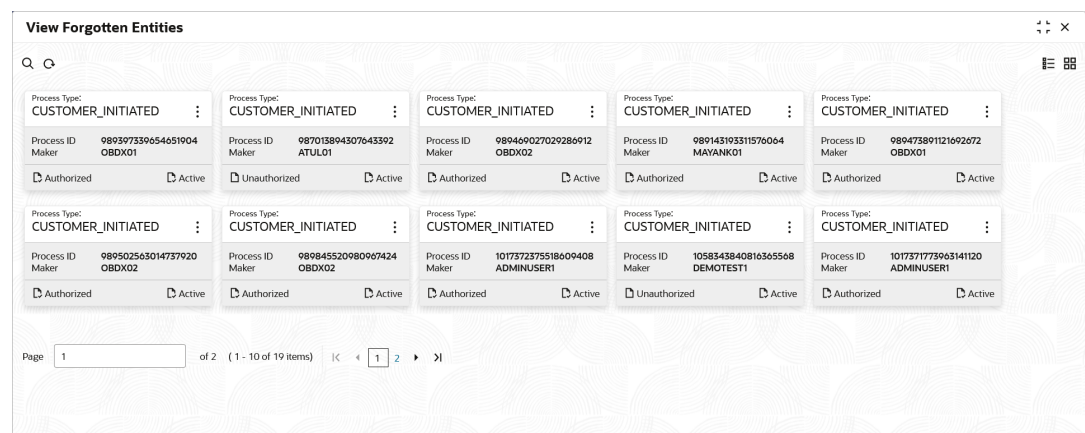 View Forgotten Entities
Process Type: Process Type: Process Type: Process Type: Process Type:
CUSTOMER_INITIATED CUSTOMER_INITIATED CUSTOMER_INITIATED CUSTOMER_INITIATED CUSTOMER_INITIATED
Process ID 989397339654651904 Process ID 987013894307643392 Process ID 989469027029286912 Process ID 989143193311576064 Process ID 989473891121692672
Maker OBDX01 Maker ATUL01 Maker OBDX02 Maker MAYANK01 Maker OBDX01
Authorized Active Unauthorized Active Authorized Active Authorized Active Authorized Active
Process Type: Process Type: Process Type: Process Type: Process Type:
CUSTOMER_INITIATED CUSTOMER_INITIATED CUSTOMER_INITIATED CUSTOMER_INITIATED CUSTOMER_INITIATED
Process ID 989502563014737920 Process ID 989845520980967424 Process ID 1017372375518609408 Process ID 1058343840816365568 Process ID 1017371773963141120
Maker OBDX02 Maker OBDX02 Maker ADMINUSER1 Maker DEMOTEST1 Maker ADMINUSER1
Authorized Active Authorized Active Authorized Active Unauthorized Active Authorized Active
Page 1 of 2 ( 1 - 10 of 19 items) 1 2